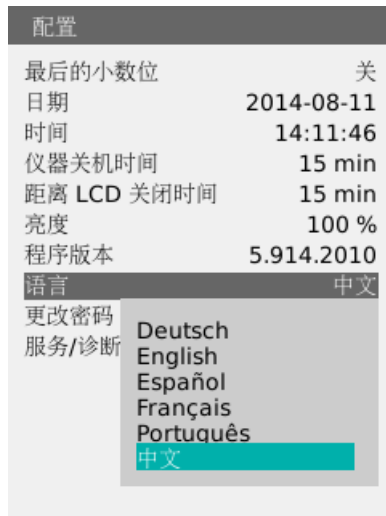 配置
最后的小数位 关
日期 2014-08-11
时间 14:11:46
仪器关机时间 15 min
距离 LCD 关闭时间 15 min
亮度 100 %
程序版本 5.914.2010
语言 中文
更改密码
服务/诊断
Deutsch
English
Español
Français
Português
中文